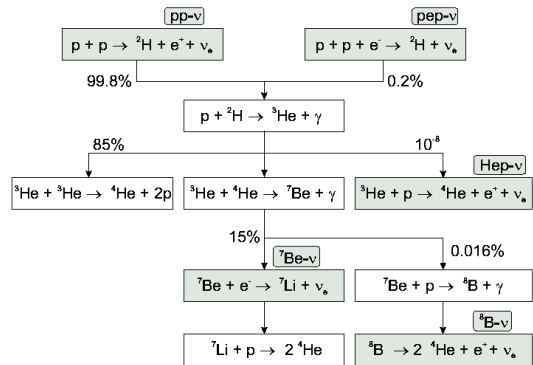 pp-ν
pep-ν
p + p → ²H + e⁺ + νₑ
p + p + e⁻ → ²H + νₑ
99.8%
0.2%
p + ²H → ³He + γ
85%
10⁻⁸
Hep-ν
³He + ³He → ⁴He + 2p
³He + ⁴He → ⁷Be + γ
³He + p → ⁴He + e⁺ + νₑ
15%
0.016%
⁷Be-ν
⁷Be + e⁻ → ⁷Li + νₑ
⁷Be + p → ⁸B + γ
⁸B-ν
⁷Li + p → 2 ⁴He
⁸B → 2 ⁴He + e⁺ + νₑ